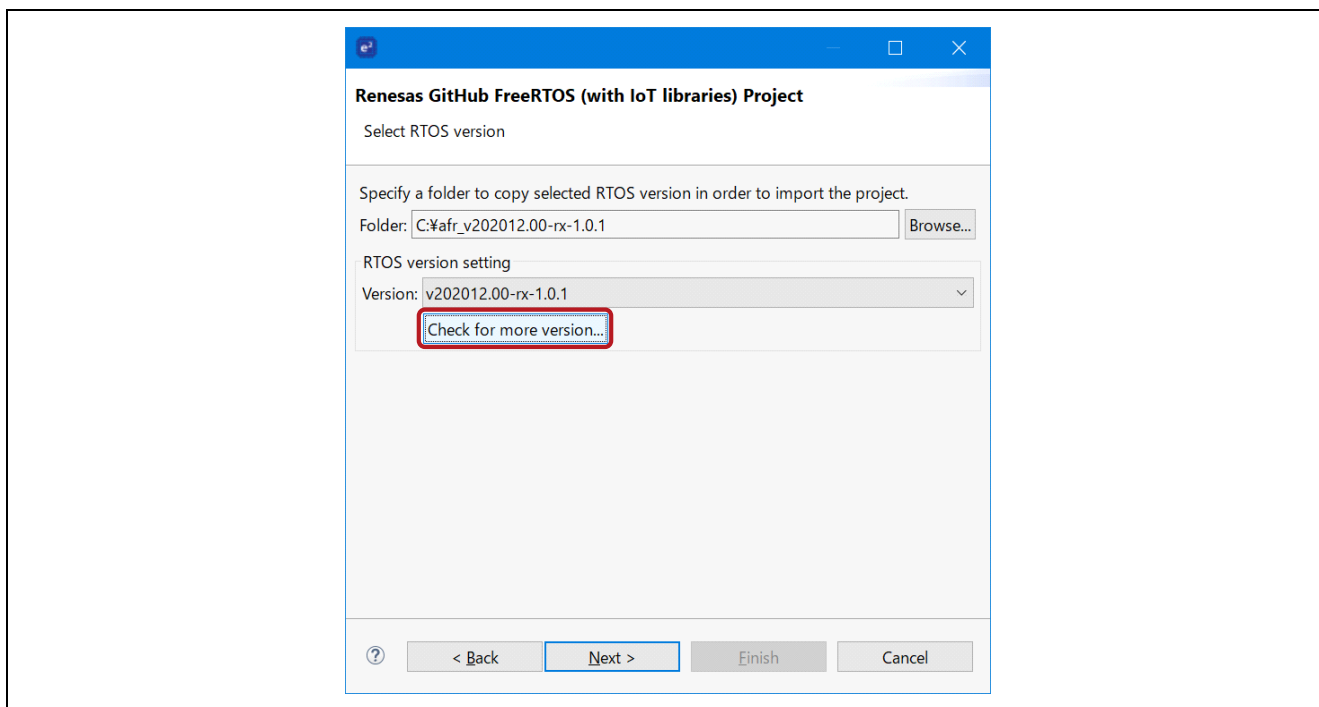 e²
Renesas GitHub FreeRTOS (with IoT libraries) Project
Select RTOS version
Specify a folder to copy selected RTOS version in order to import the project.
Folder: C:¥afr_v202012.00-rx-1.0.1 Browse...
RTOS version setting
Version: v202012.00-rx-1.0.1
Check for more version...
? < Back Next > Finish Cancel